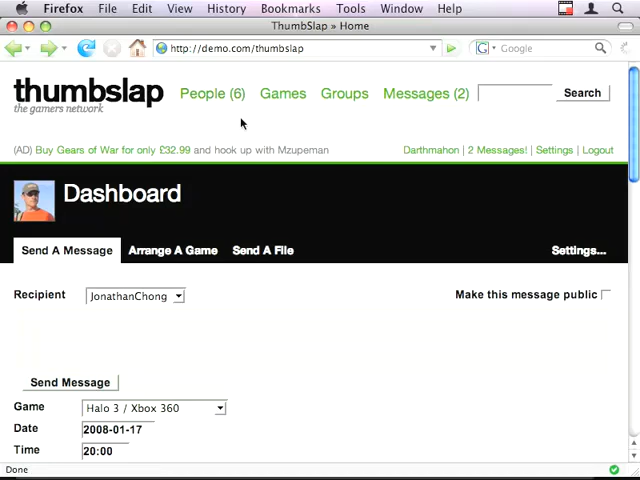 Firefox File Edit View History Bookmarks Tools Window Help
ThumbSlap » Home
http://demo.com/thumbslap
Google
thumbslap
the gamers network
People (6) Games Groups Messages (2) Search
(AD) Buy Gears of War for only £32.99 and hook up with Mzupeman
Darthmahon | 2 Messages! | Settings | Logout
Dashboard
Send A Message Arrange A Game Send A File Settings...
Recipient JonathanChong Make this message public
Send Message
Game Halo 3 / Xbox 360
Date 2008-01-17
Time 20:00
Done